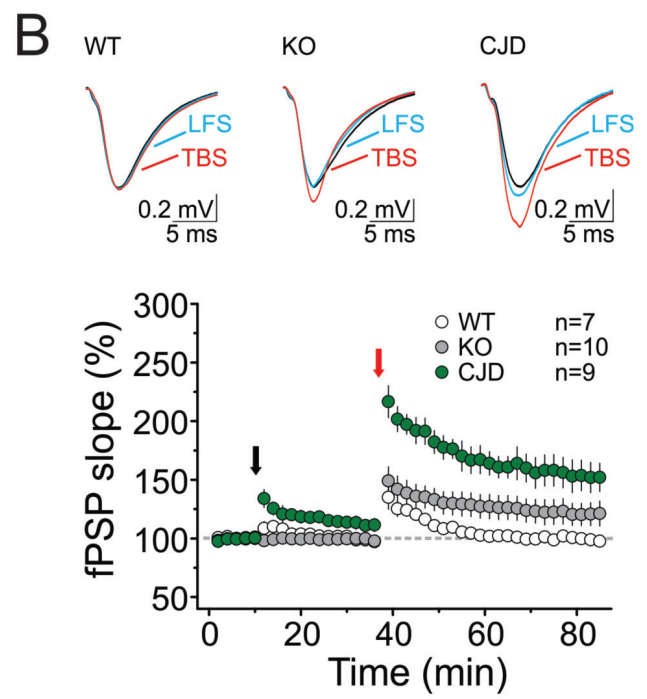 B
WT KO CJD
LFS LFS LFS
TBS TBS TBS
0.2 mV 0.2 mV 0.2 mV
5 ms 5 ms 5 ms
fPSP slope (%)
300
250
200
150
100
50
WT n=7
KO n=10
CJD n=9
0 20 40 60 80
Time (min)